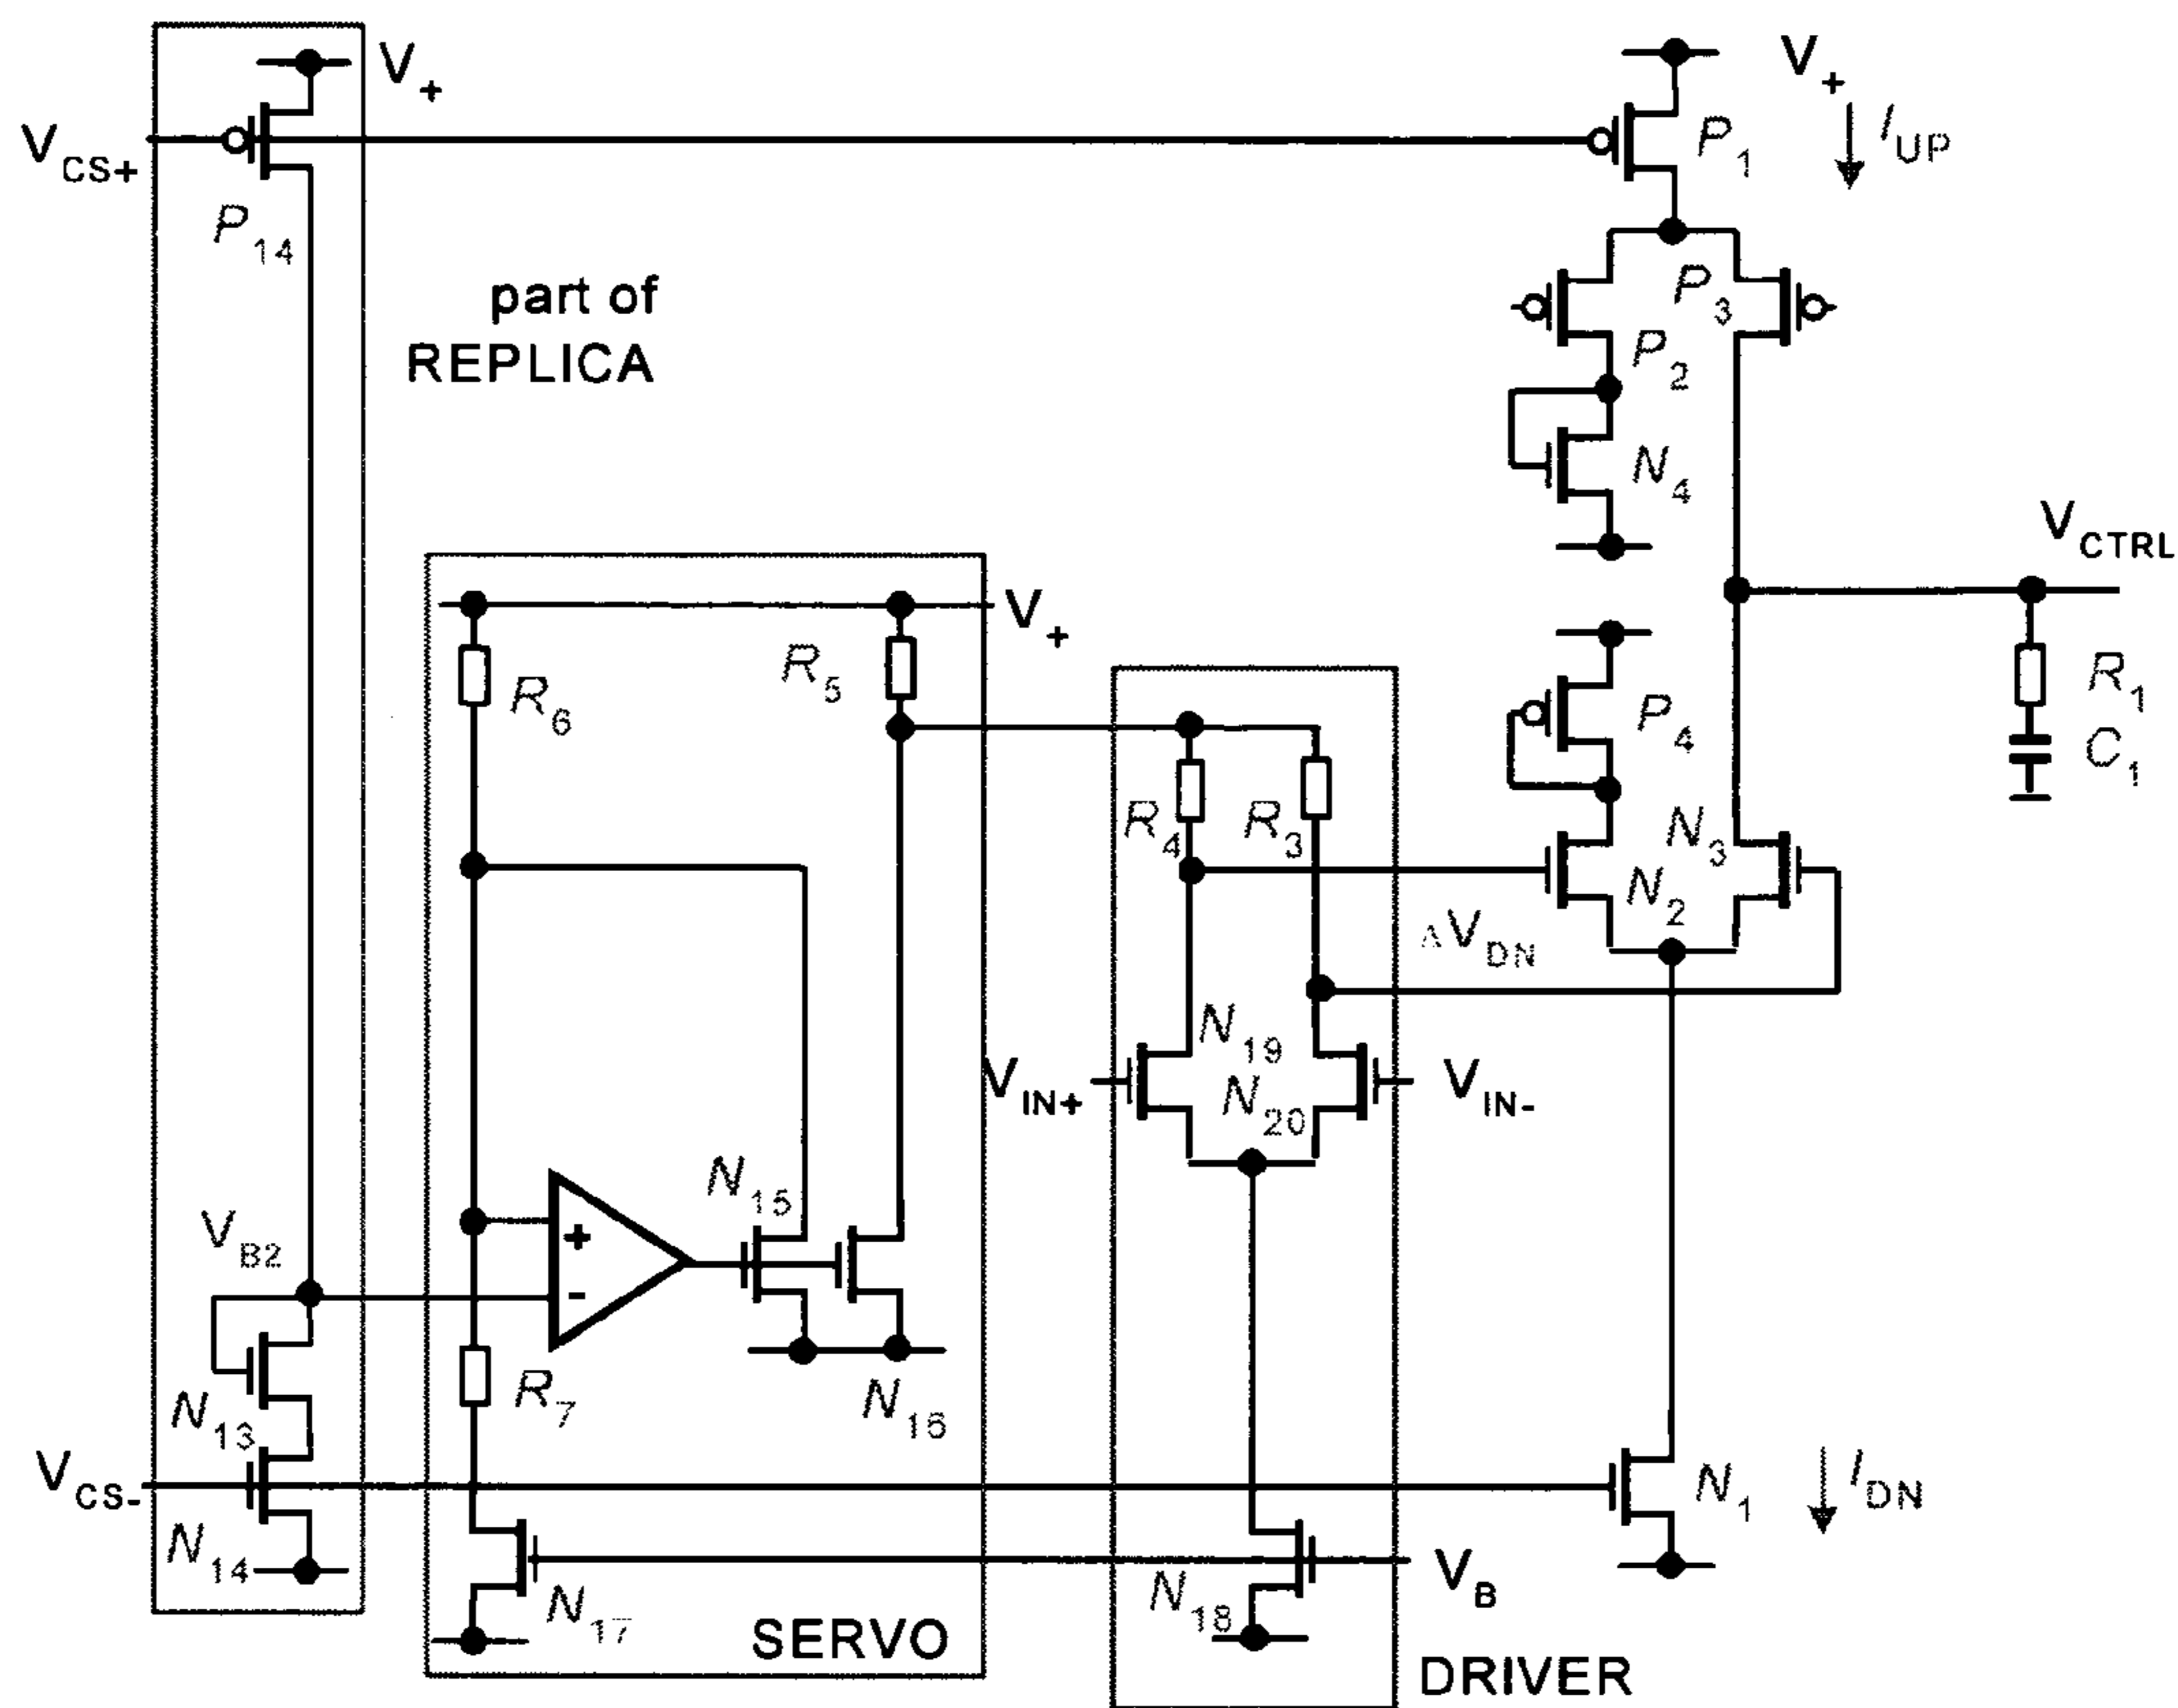 V+
V+
IUP
VCS+
P1
P14
part of
REPLICA
P3
P2
N4
VCTRL
V+
R5
R6
R1
P4
C1
R4
R3
N3
N2
ΔVDN
N19
VIN+
N20
VIN-
N15
VB2
+
-
R7
N16
N13
VCS-
N1
IDN
N14
N17
N18
VB
SERVO
DRIVER